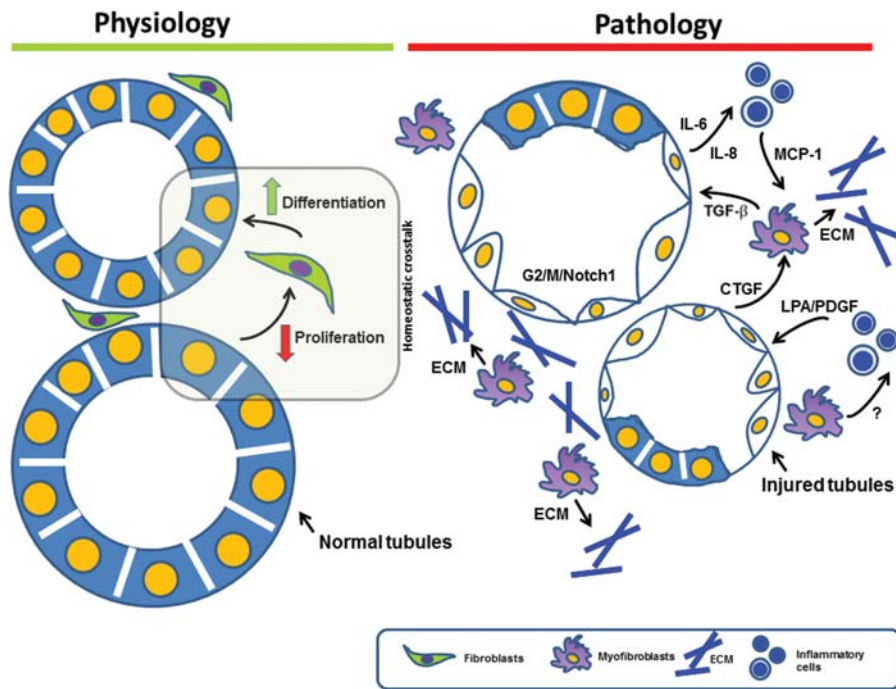 Physiology
Pathology
Differentiation
Proliferation
Homeostatic crosstalk
Normal tubules
IL-6
IL-8
MCP-1
TGF-β
ECM
G2/M/Notch1
CTGF
LPA/PDGF
ECM
?
Injured tubules
ECM
Fibroblasts
Myofibroblasts
ECM
Inflammatory
cells